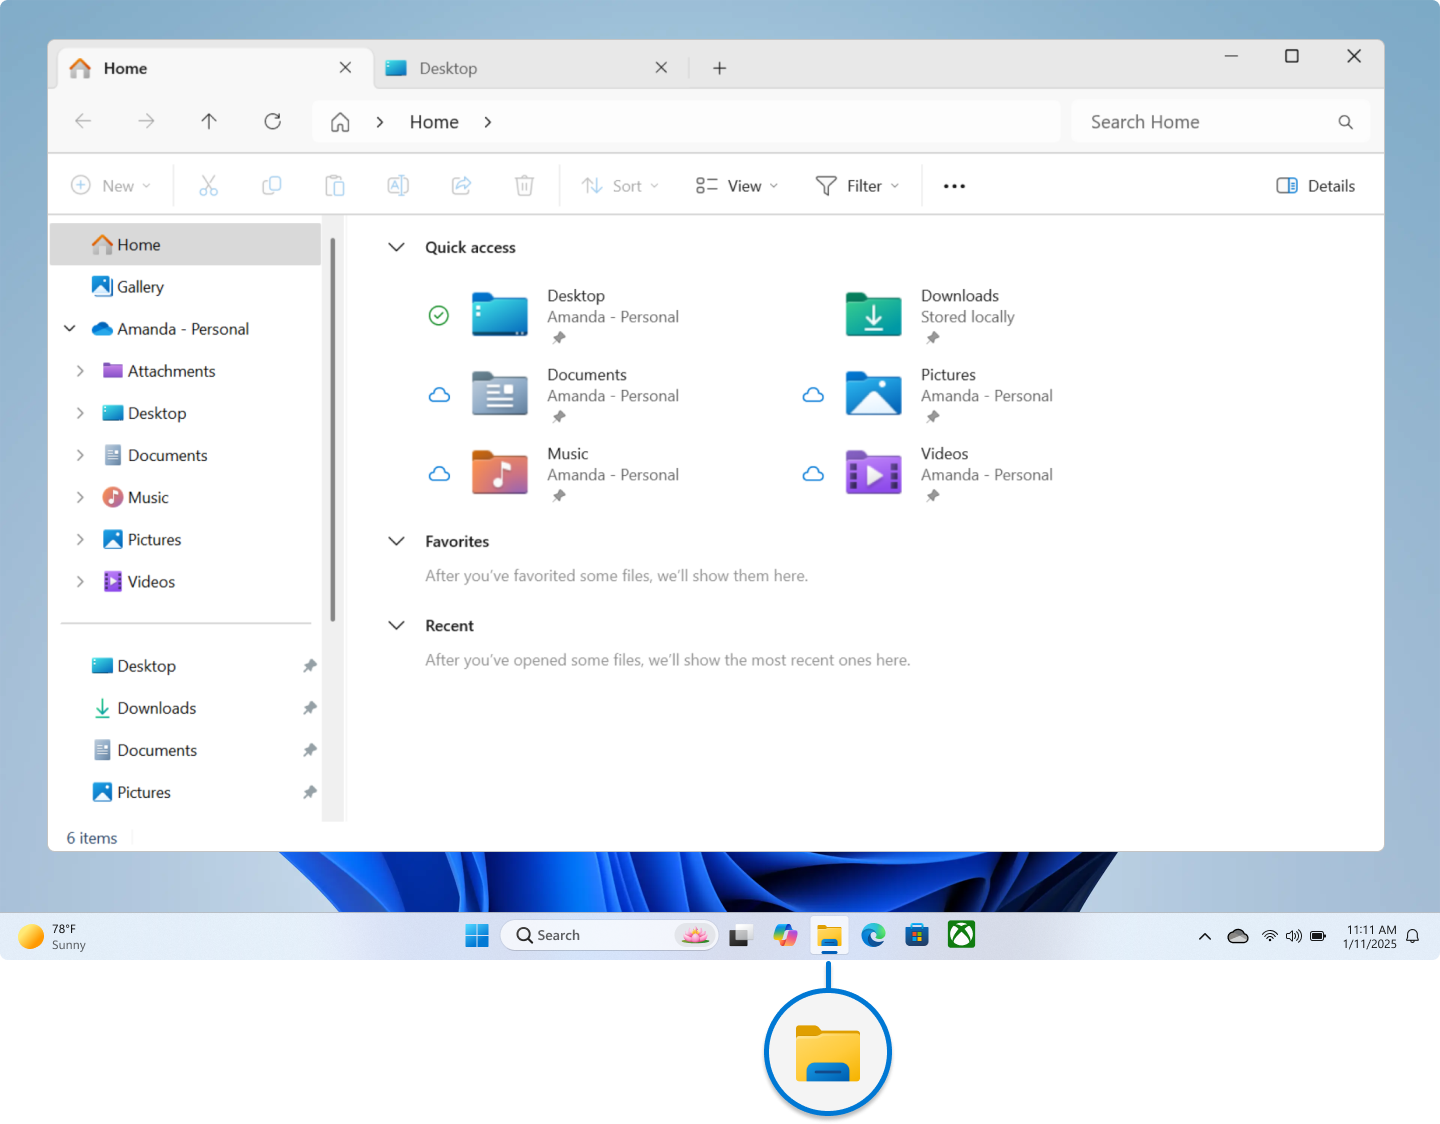 Home
Desktop
Home
Search Home
New
Sort
View
Filter
Details
Home
Gallery
Amanda - Personal
Attachments
Desktop
Documents
Music
Pictures
Videos
Desktop
Downloads
Documents
Pictures
6 items
Quick access
Desktop
Amanda - Personal
Downloads
Stored locally
Documents
Amanda - Personal
Pictures
Amanda - Personal
Music
Amanda - Personal
Videos
Amanda - Personal
Favorites
After you’ve favorited some files, we’ll show them here.
Recent
After you’ve opened some files, we’ll show the most recent ones here.
78°F
Sunny
Search
11:11 AM
1/11/2025